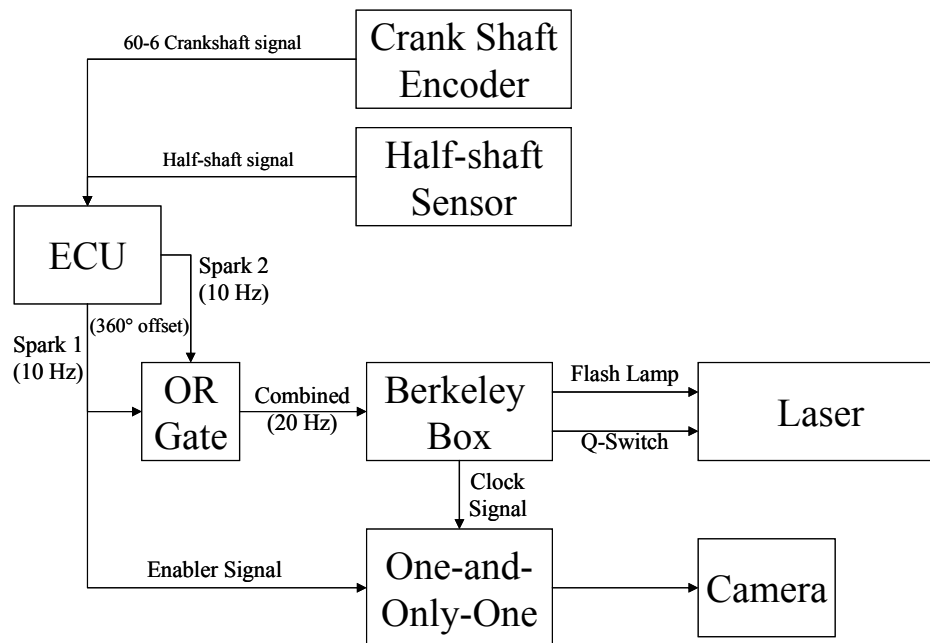 60-6 Crankshaft signal
Crank Shaft
Encoder
Half-shaft signal
Half-shaft
Sensor
ECU
Spark 2
(10 Hz)
(360° offset)
Spark 1
(10 Hz)
OR
Gate
Combined
(20 Hz)
Berkeley
Box
Flash Lamp
Q-Switch
Laser
Clock
Signal
Enabler Signal
One-and-
Only-One
Camera